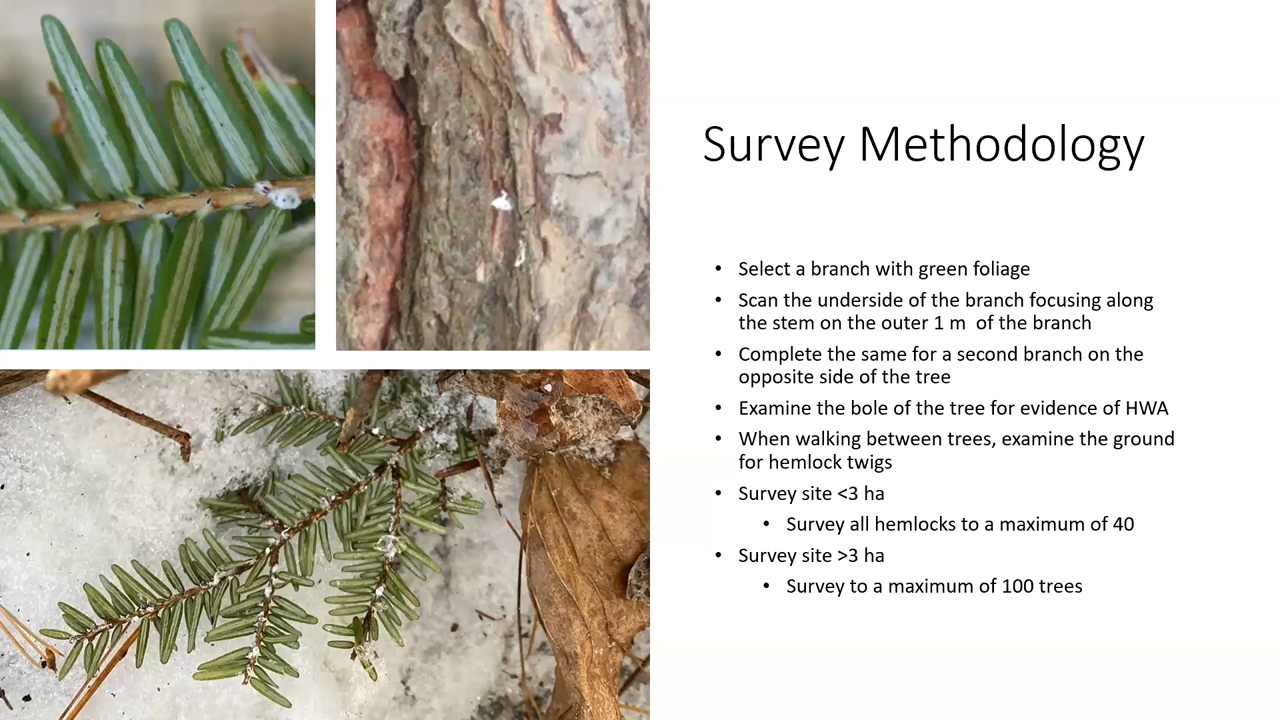 Survey Methodology
• Select a branch with green foliage
• Scan the underside of the branch focusing along
the stem on the outer 1 m of the branch
• Complete the same for a second branch on the
opposite side of the tree
• Examine the bole of the tree for evidence of HWA
• When walking between trees, examine the ground
for hemlock twigs
• Survey site <3 ha
• Survey all hemlocks to a maximum of 40
• Survey site >3 ha
• Survey to a maximum of 100 trees